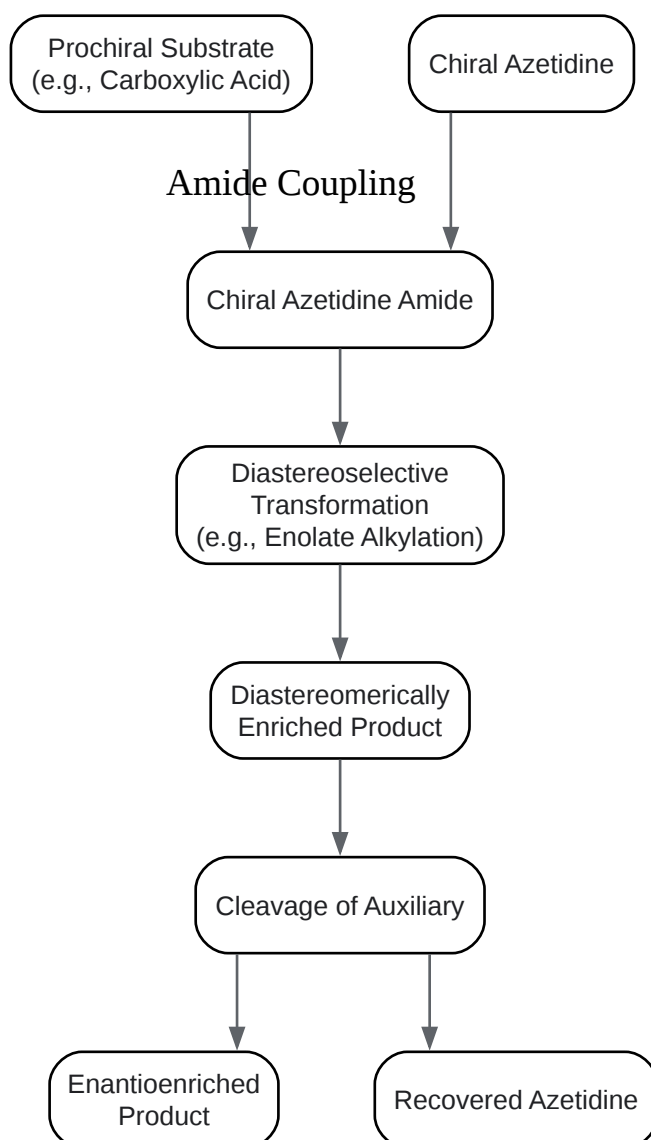 Prochiral Substrate
(e.g., Carboxylic Acid)
Chiral Azetidine
Amide Coupling
Chiral Azetidine Amide
Diastereoselective
Transformation
(e.g., Enolate Alkylation)
Diastereomerically
Enriched Product
Cleavage of Auxiliary
Enantioenriched
Product
Recovered Azetidine